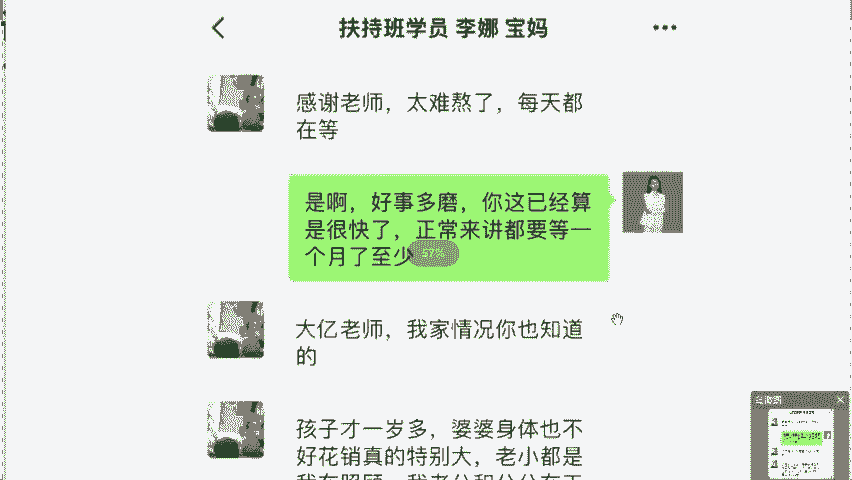 扶持班学员 李娜 宝妈
感谢老师，太难熬了，每天都
在等
是啊，好事多磨，你这已经算
是很快了，正常来讲都要等一
个月了至少
大亿老师，我家情况你也知道
的
孩子才一岁多，婆婆身体也不
好花销真的特别大，老小都是